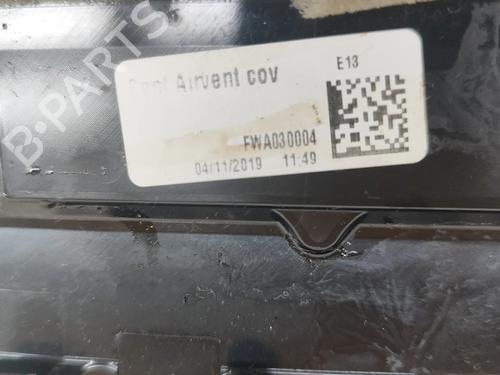 B-PARTS
Airvent cov
E13
FWA030004
04/11/2019 11:49